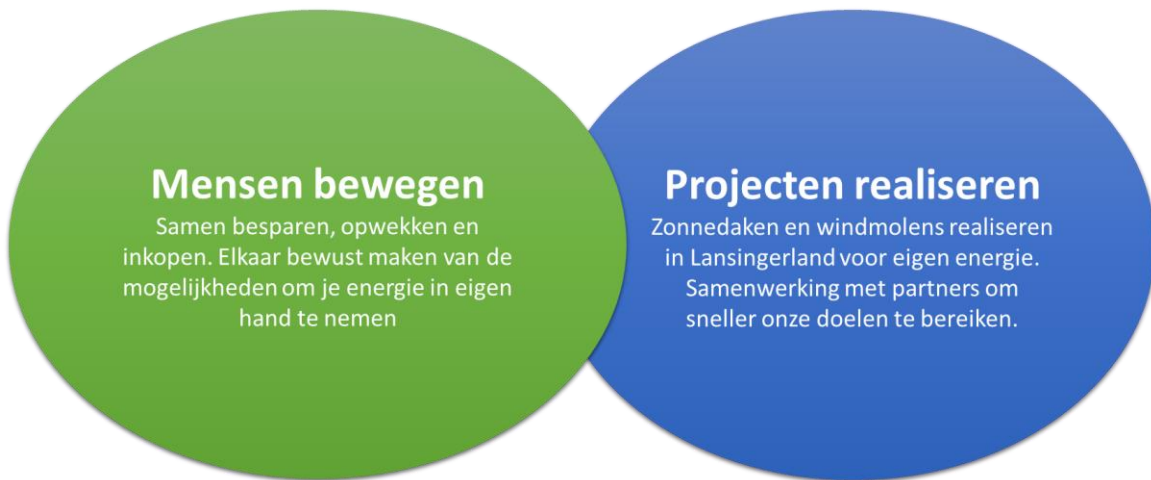 Mensen bewegen
Samen besparen, opwekken en
inkopen. Elkaar bewust maken van de
mogelijkheden om je energie in eigen
hand te nemen
Projecten realiseren
Zonnedaken en windmolens realiseren
in Lansingerland voor eigen energie.
Samenwerking met partners om
sneller onze doelen te bereiken.